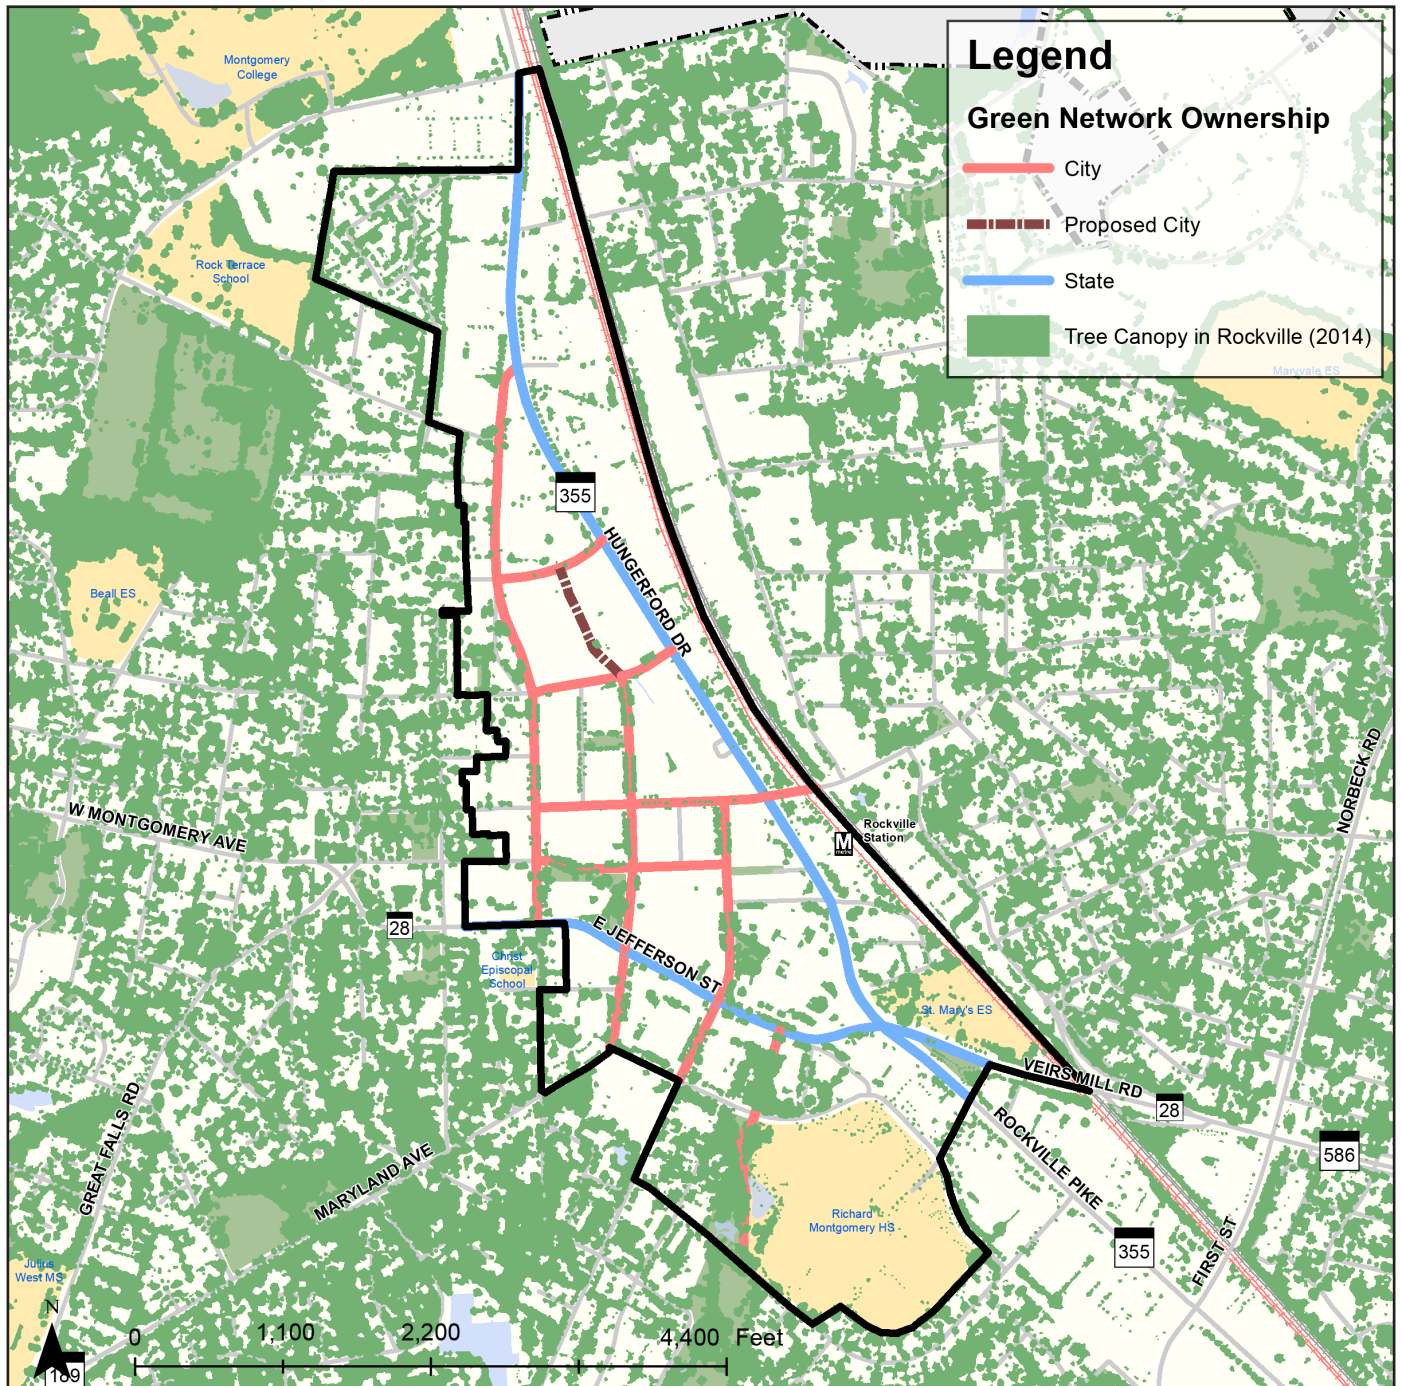 Legend
Green Network Ownership
City
Proposed City
State
Tree Canopy in Rockville (2014)
Montgomery
College
Rock Terrace
School
Maryvale ES
355
HUNGERFORD DR
Beall ES
NORBECK RD
W MONTGOMERY AVE
Rockville
Station
M
metro
28
E JEFFERSON ST
Christ
Episcopal
School
St. Mary's ES
VEIRS MILL RD
28
ROCKVILLE PIKE
586
GREAT FALLS RD
MARYLAND AVE
Richard
Montgomery HS
355
FIRST ST
Julius
West MS
N
0
1,100
2,200
4,400
Feet
189